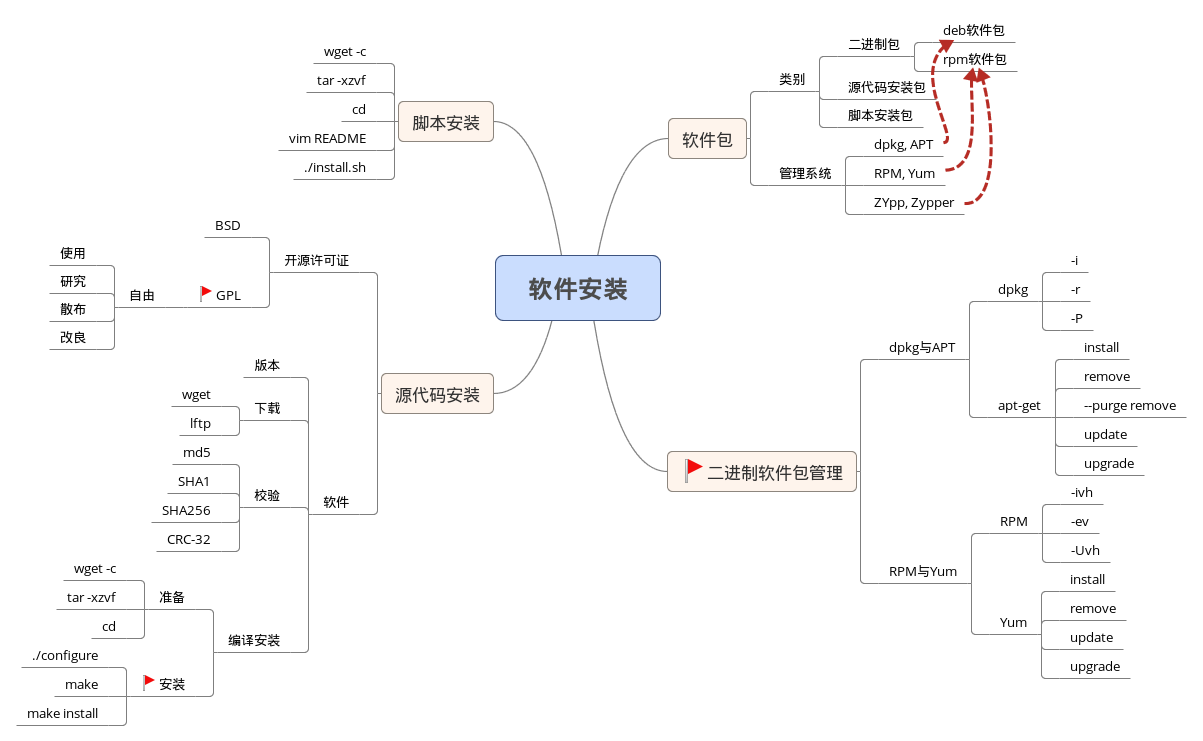 软件安装
软件包
类别
二进制包
deb软件包
rpm软件包
源代码安装包
脚本安装包
管理系统
dpkg, APT
RPM, Yum
ZYpp, Zypper
二进制软件包管理
dpkg与APT
dpkg
-i
-r
-P
apt-get
install
remove
--purge remove
update
upgrade
RPM与Yum
RPM
-ivh
-ev
-Uvh
Yum
install
remove
update
upgrade
脚本安装
wget -c
tar -xzvf
cd
vim README
./install.sh
源代码安装
开源许可证
BSD
GPL
自由
使用
研究
散布
改良
软件
版本
下载
wget
lftp
校验
md5
SHA1
SHA256
CRC-32
编译安装
准备
wget -c
tar -xzvf
cd
安装
./configure
make
make install